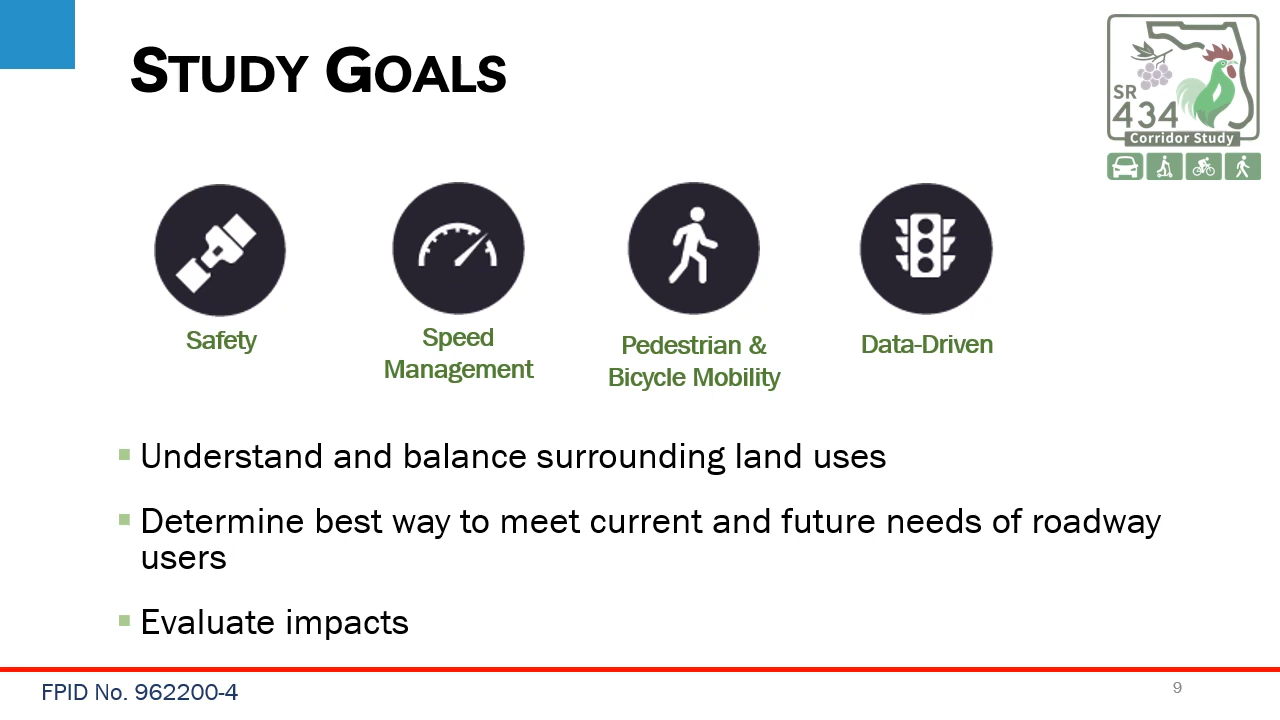 STUDY GOALS
SR
434
Corridor Study
Safety
Speed
Management
Pedestrian &
Bicycle Mobility
Data-Driven
Understand and balance surrounding land uses
Determine best way to meet current and future needs of roadway
users
Evaluate impacts
FPID No. 962200-4
9